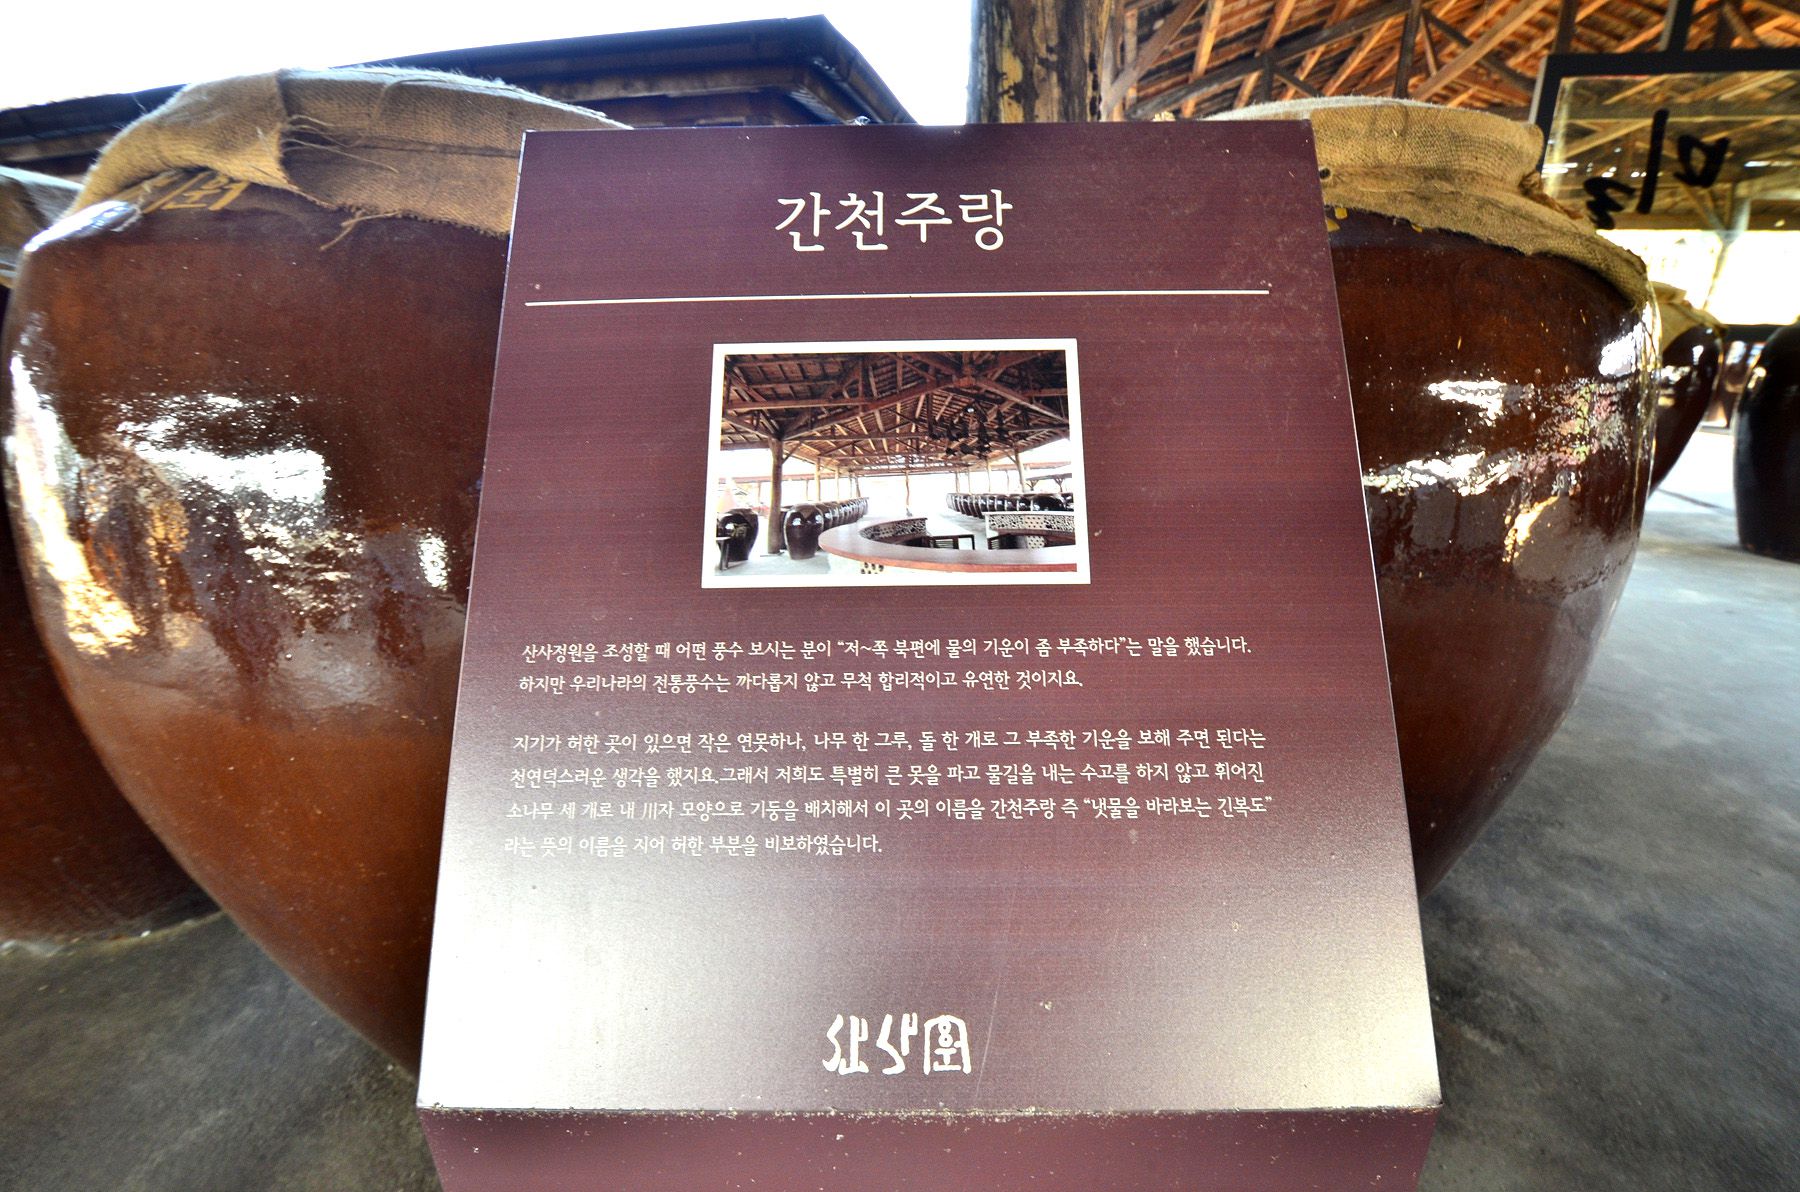 간천주랑
산사정원을 조성할 때 어떤 풍수 보시는 분이 “저~쪽 북편에 물의 기운이 좀 부족하다”는 말을 했습니다.
하지만 우리나라의 전통풍수는 까다롭지 않고 무척 합리적이고 유연한 것이지요.
지기가 허한 곳이 있으면 작은 연못하나, 나무 한 그루, 돌 한 개로 그 부족한 기운을 보해 주면 된다는
천연덕스러운 생각을 했지요.그래서 저희도 특별히 큰 못을 파고 물길을 내는 수고를 하지 않고 휘어진
소나무 세 개로 내 川자 모양으로 기둥을 배치해서 이 곳의 이름을 간천주랑 즉 “냇물을 바라보는 긴복도”
라는 뜻의 이름을 지어 허한 부분을 비보하였습니다.
산사원